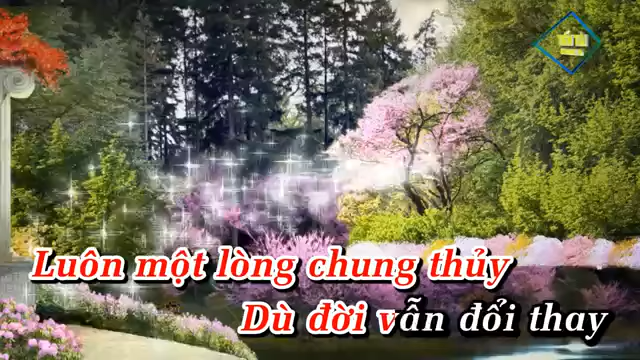 Luôn một lòng chung thủy
Dù đời vẫn đổi thay